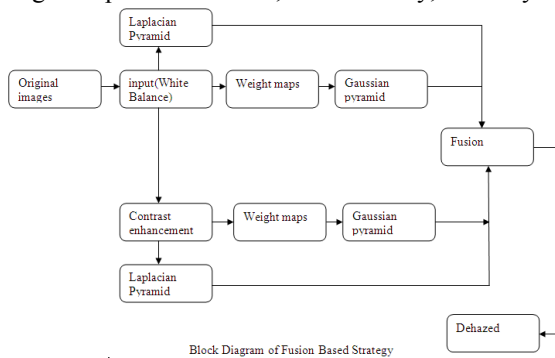 Laplacian
Pyramid
Original
images
input(White
Balance)
Weight maps
Gaussian
pyramid
Fusion
Contrast
enhancement
Weight maps
Gaussian
pyramid
Laplacian
Pyramid
Dehazed
Block Diagram of Fusion Based Strategy